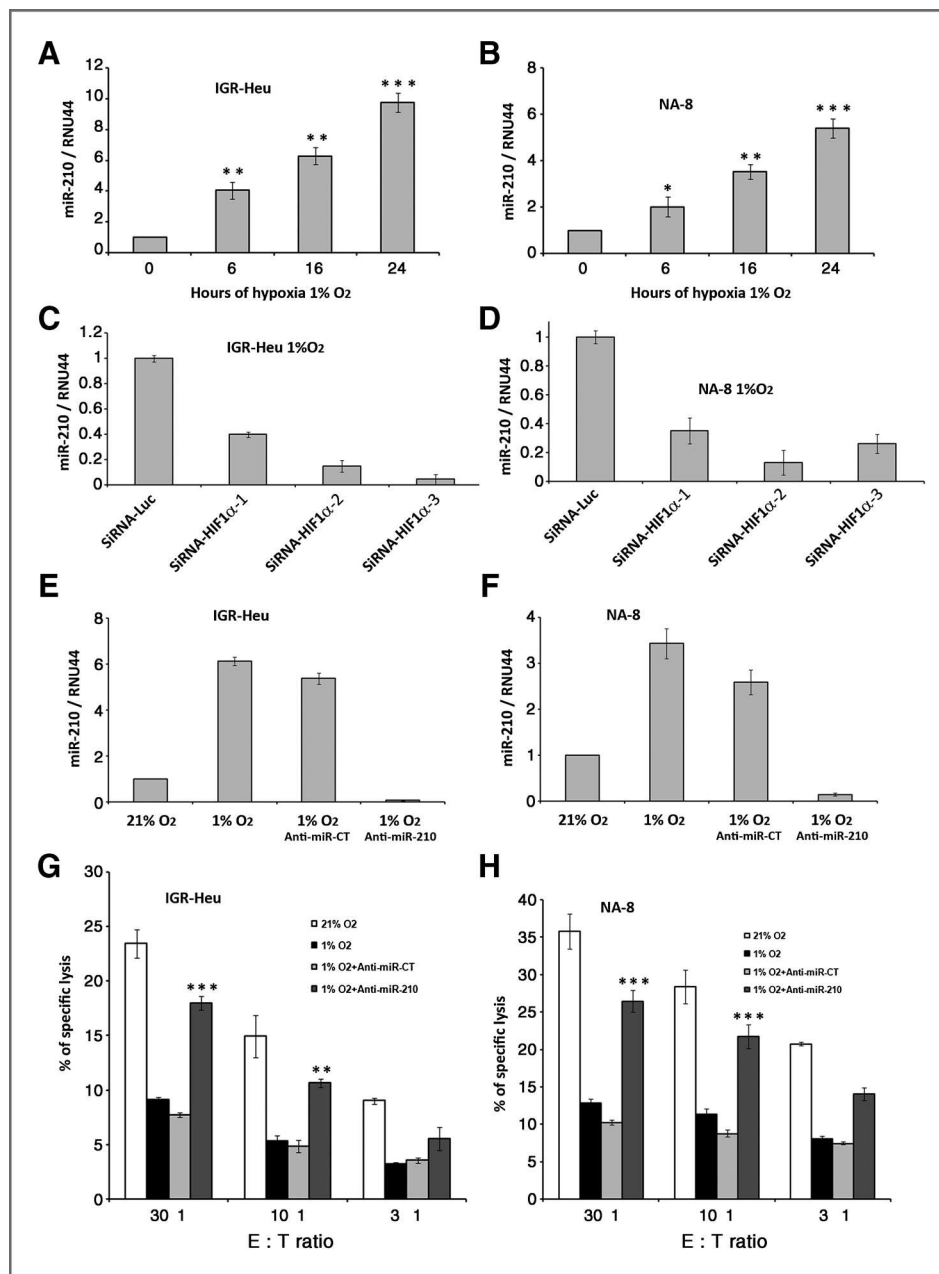 A
IGR-Heu
miR-210 / RNU44
12
10
8
6
4
2
0
**
**
***
0 6 16 24
Hours of hypoxia 1% O2
B
NA-8
miR-210 / RNU44
8
6
4
2
0
*
**
***
0 6 16 24
Hours of hypoxia 1% O2
C
IGR-Heu 1%O2
miR-210 / RNU44
1.2
1
0.8
0.6
0.4
0.2
0
SiRNA-Luc
SiRNA-HIF1α-1
SiRNA-HIF1α-2
SiRNA-HIF1α-3
D
NA-8 1%O2
miR-210 / RNU44
1
0.8
0.6
0.4
0.2
0
SiRNA-Luc
SiRNA-HIF1α-1
SiRNA-HIF1α-2
SiRNA-HIF1α-3
E
IGR-Heu
miR-210 / RNU44
8
6
4
2
0
21% O2
1% O2
1% O2
Anti-miR-CT
1% O2
Anti-miR-210
F
NA-8
miR-210 / RNU44
4
3
2
1
0
21% O2
1% O2
1% O2
Anti-miR-CT
1% O2
Anti-miR-210
G
IGR-Heu
% of specific lysis
30
25
20
15
10
5
0
21% O2
1% O2
1% O2+Anti-miR-CT
1% O2+Anti-miR-210
***
**
30 1
10 1
3 1
E : T ratio
H
NA-8
% of specific lysis
40
35
30
25
20
15
10
5
0
21% O2
1% O2
1% O2+Anti-miR-CT
1% O2+Anti-miR-210
***
***
30 1
10 1
3 1
E : T ratio